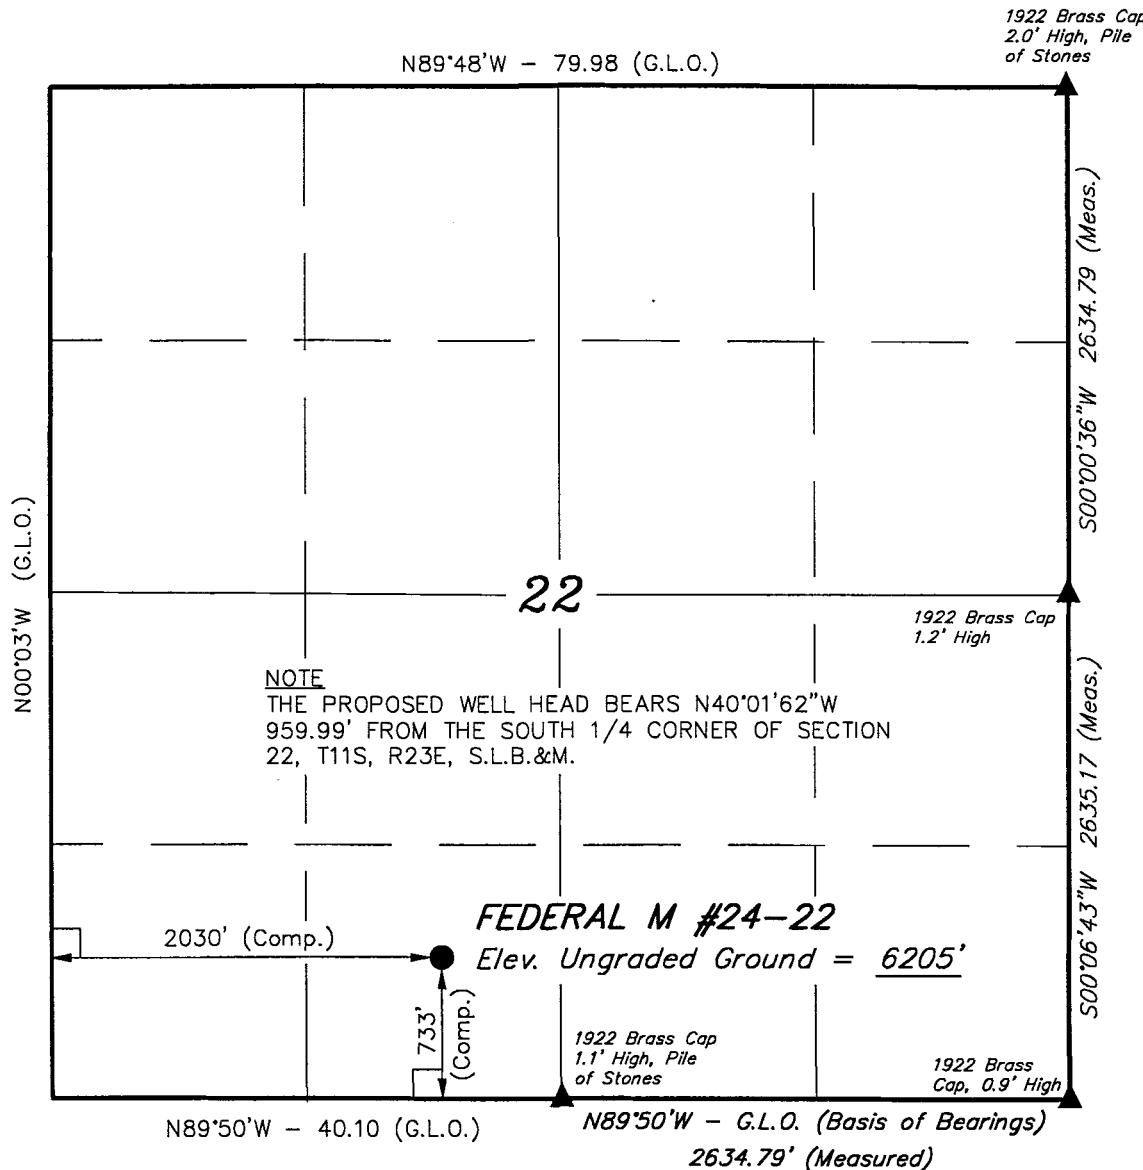 1922 Brass Cap
2.0' High, Pile
of Stones
N89°48'W - 79.98 (G.L.O.)
S00°00'36"W 2634.79 (Meas.)
N00°03'W (G.L.O.)
22
1922 Brass Cap
1.2' High
NOTE
THE PROPOSED WELL HEAD BEARS N40°01'62"W
959.99' FROM THE SOUTH 1/4 CORNER OF SECTION
22, T11S, R23E, S.L.B.&M.
S00°06'43"W 2635.17 (Meas.)
FEDERAL M #24-22
Elev. Ungraded Ground = 6205'
2030' (Comp.)
733'
(Comp.)
1922 Brass Cap
1.1' High, Pile
of Stones
1922 Brass
Cap, 0.9' High
N89°50'W - 40.10 (G.L.O.)
N89°50'W - G.L.O. (Basis of Bearings)
2634.79' (Measured)